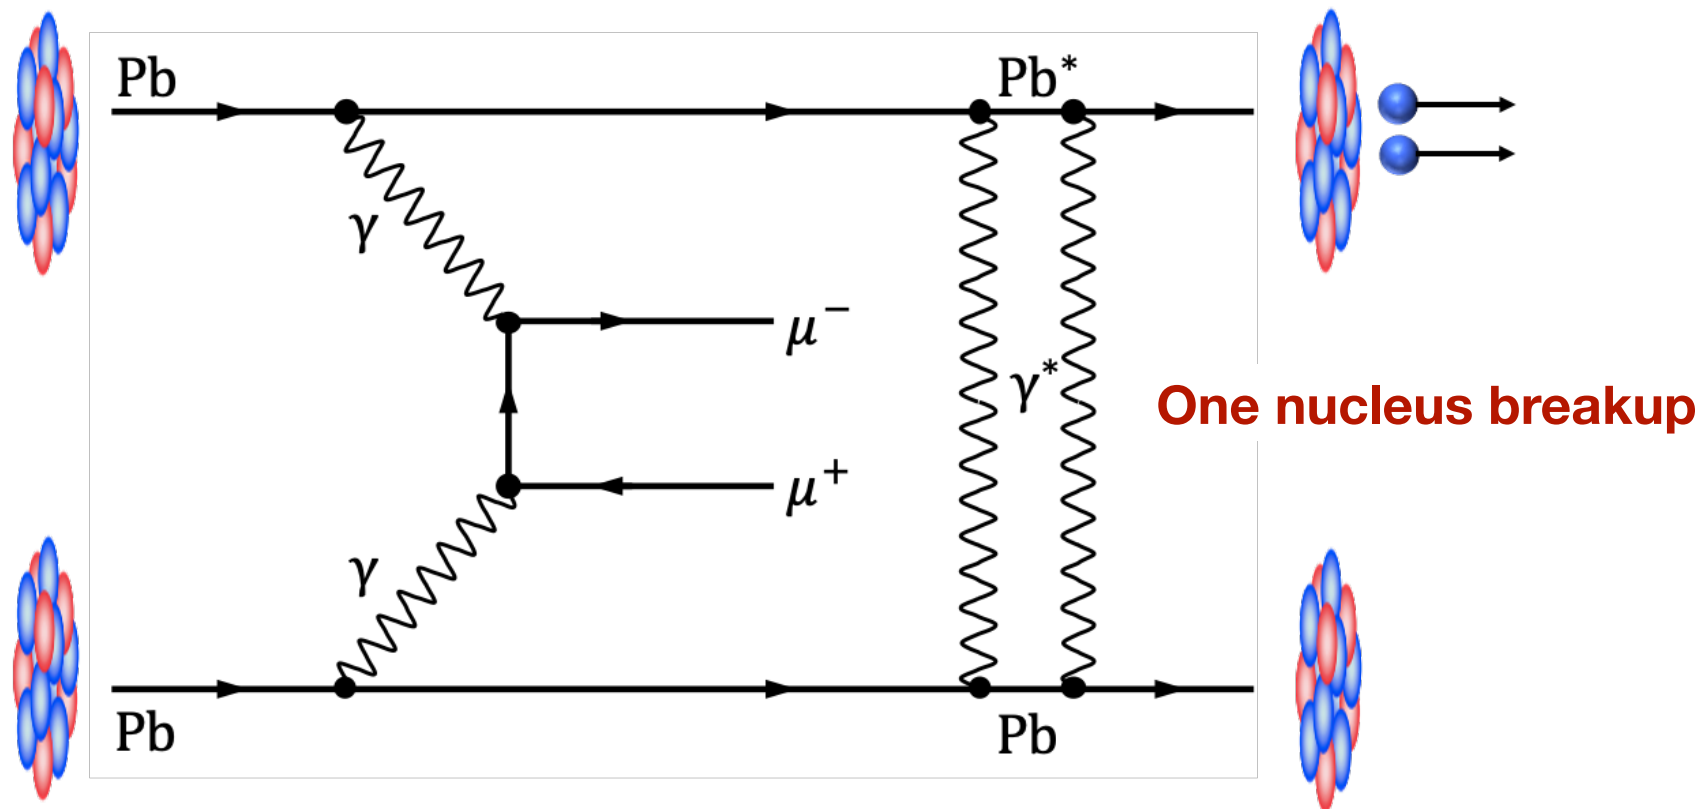 Pb
Pb*
γ
μ⁻
γ*
One nucleus breakup
μ⁺
γ
Pb
Pb